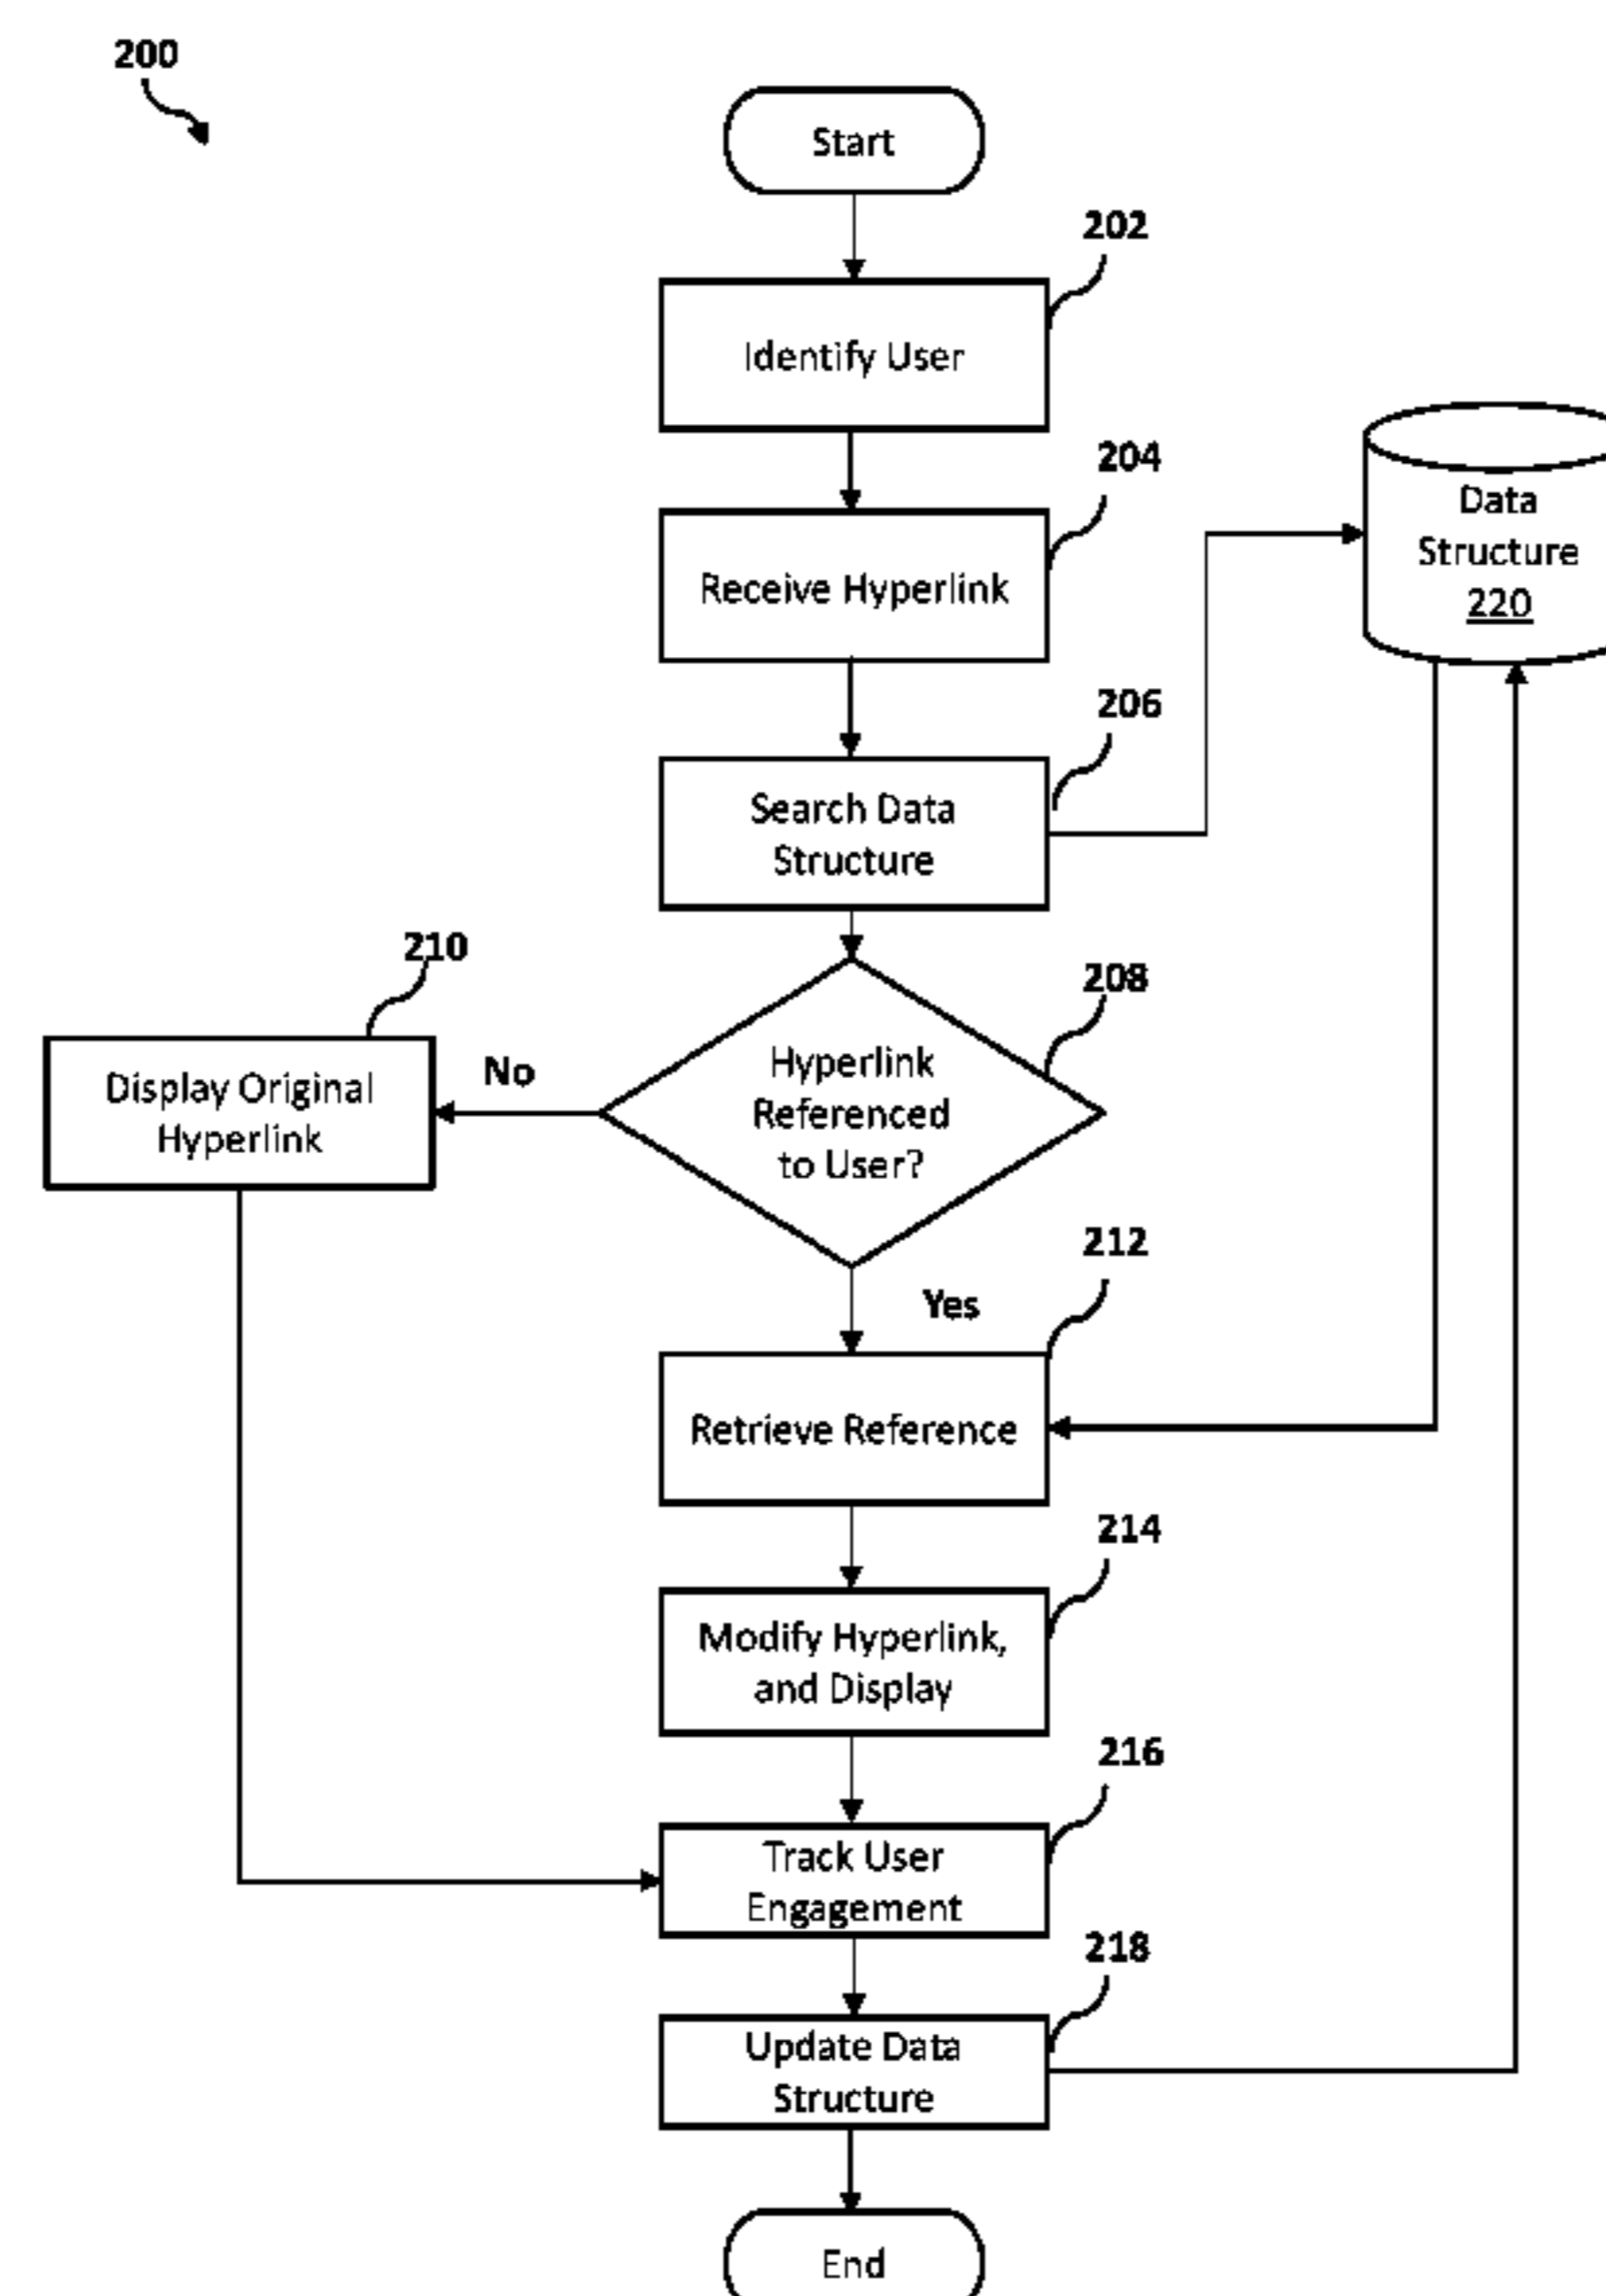 200
Start
202
Identify User
204
Receive Hyperlink
Data
Structure
220
206
Search Data
Structure
210
208
Display Original
Hyperlink
No
Hyperlink
Referenced
to User?
212
Yes
Retrieve Reference
214
Modify Hyperlink,
and Display
216
Track User
Engagement
218
Update Data
Structure
End